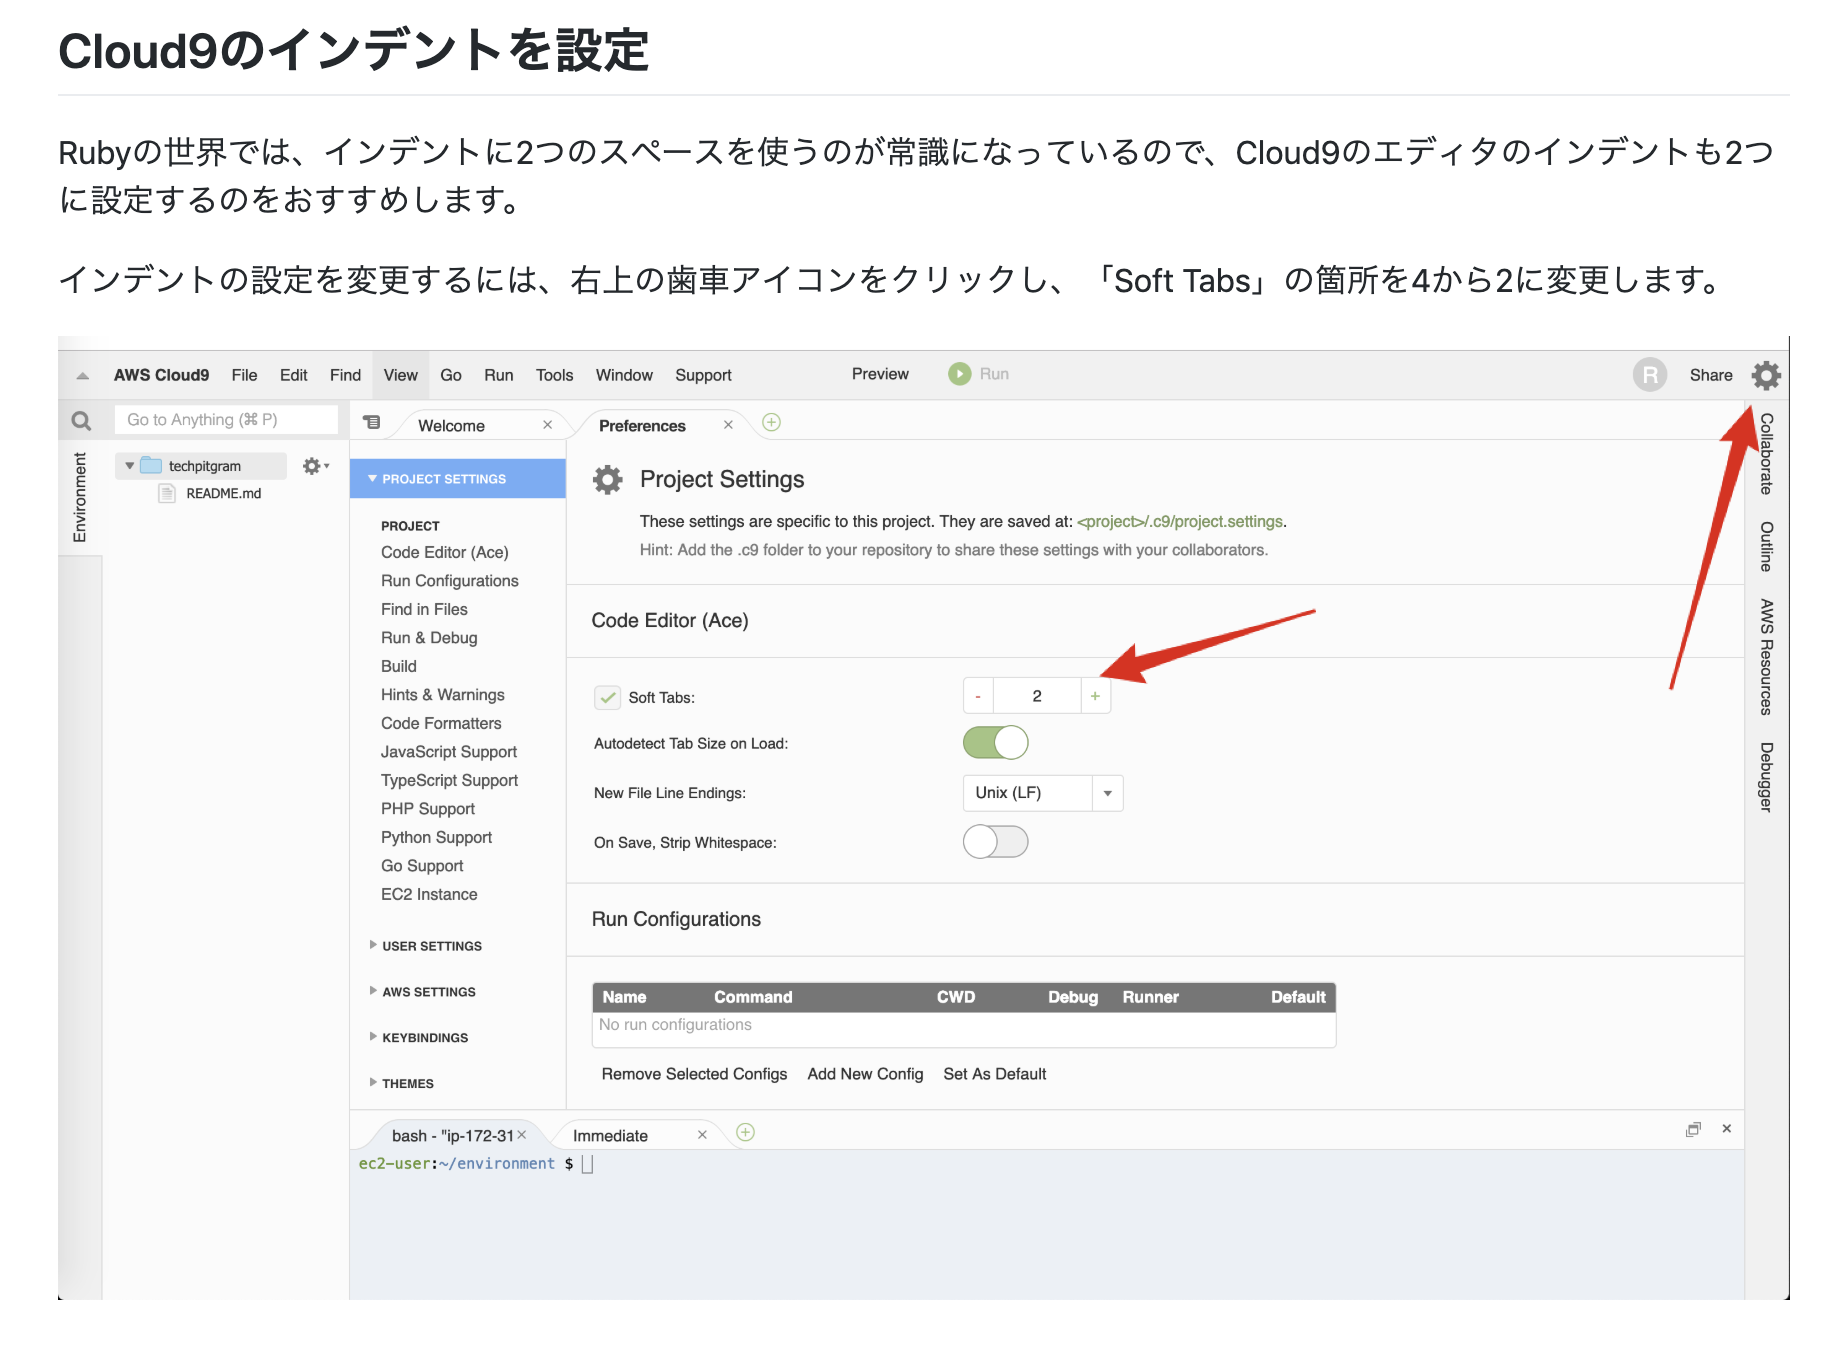 Cloud9のインデントを設定
Rubyの世界では、インデントに2つのスペースを使うのが常識になっているので、Cloud9のエディタのインデントも2つ
に設定するのをおすすめします。
インデントの設定を変更するには、右上の歯車アイコンをクリックし、「Soft Tabs」の箇所を4から2に変更します。
AWS Cloud9 File Edit Find View Go Run Tools Window Support Preview Run R Share
Go to Anything (⌘ P)
Welcome Preferences
Environment
techpitgram
README.md
PROJECT SETTINGS
PROJECT
Code Editor (Ace)
Run Configurations
Find in Files
Run & Debug
Build
Hints & Warnings
Code Formatters
JavaScript Support
TypeScript Support
PHP Support
Python Support
Go Support
EC2 Instance
USER SETTINGS
AWS SETTINGS
KEYBINDINGS
THEMES
Project Settings
These settings are specific to this project. They are saved at: <project>/.c9/project.settings.
Hint: Add the .c9 folder to your repository to share these settings with your collaborators.
Code Editor (Ace)
Soft Tabs: - 2 +
Autodetect Tab Size on Load:
New File Line Endings: Unix (LF)
On Save, Strip Whitespace:
Run Configurations
Name Command CWD Debug Runner Default
No run configurations
Remove Selected Configs Add New Config Set As Default
Collaborate
Outline
AWS Resources
Debugger
bash - "ip-172-31 Immediate
ec2-user:~/environment $